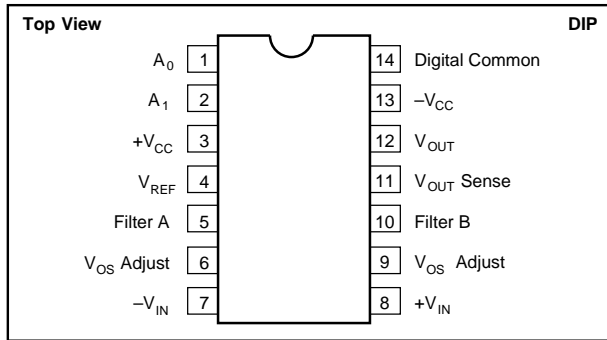 Top View DIP
A0 1 14 Digital Common
A1 2 13 –VCC
+VCC 3 12 VOUT
VREF 4 11 VOUT Sense
Filter A 5 10 Filter B
VOS Adjust 6 9 VOS Adjust
–VIN 7 8 +VIN